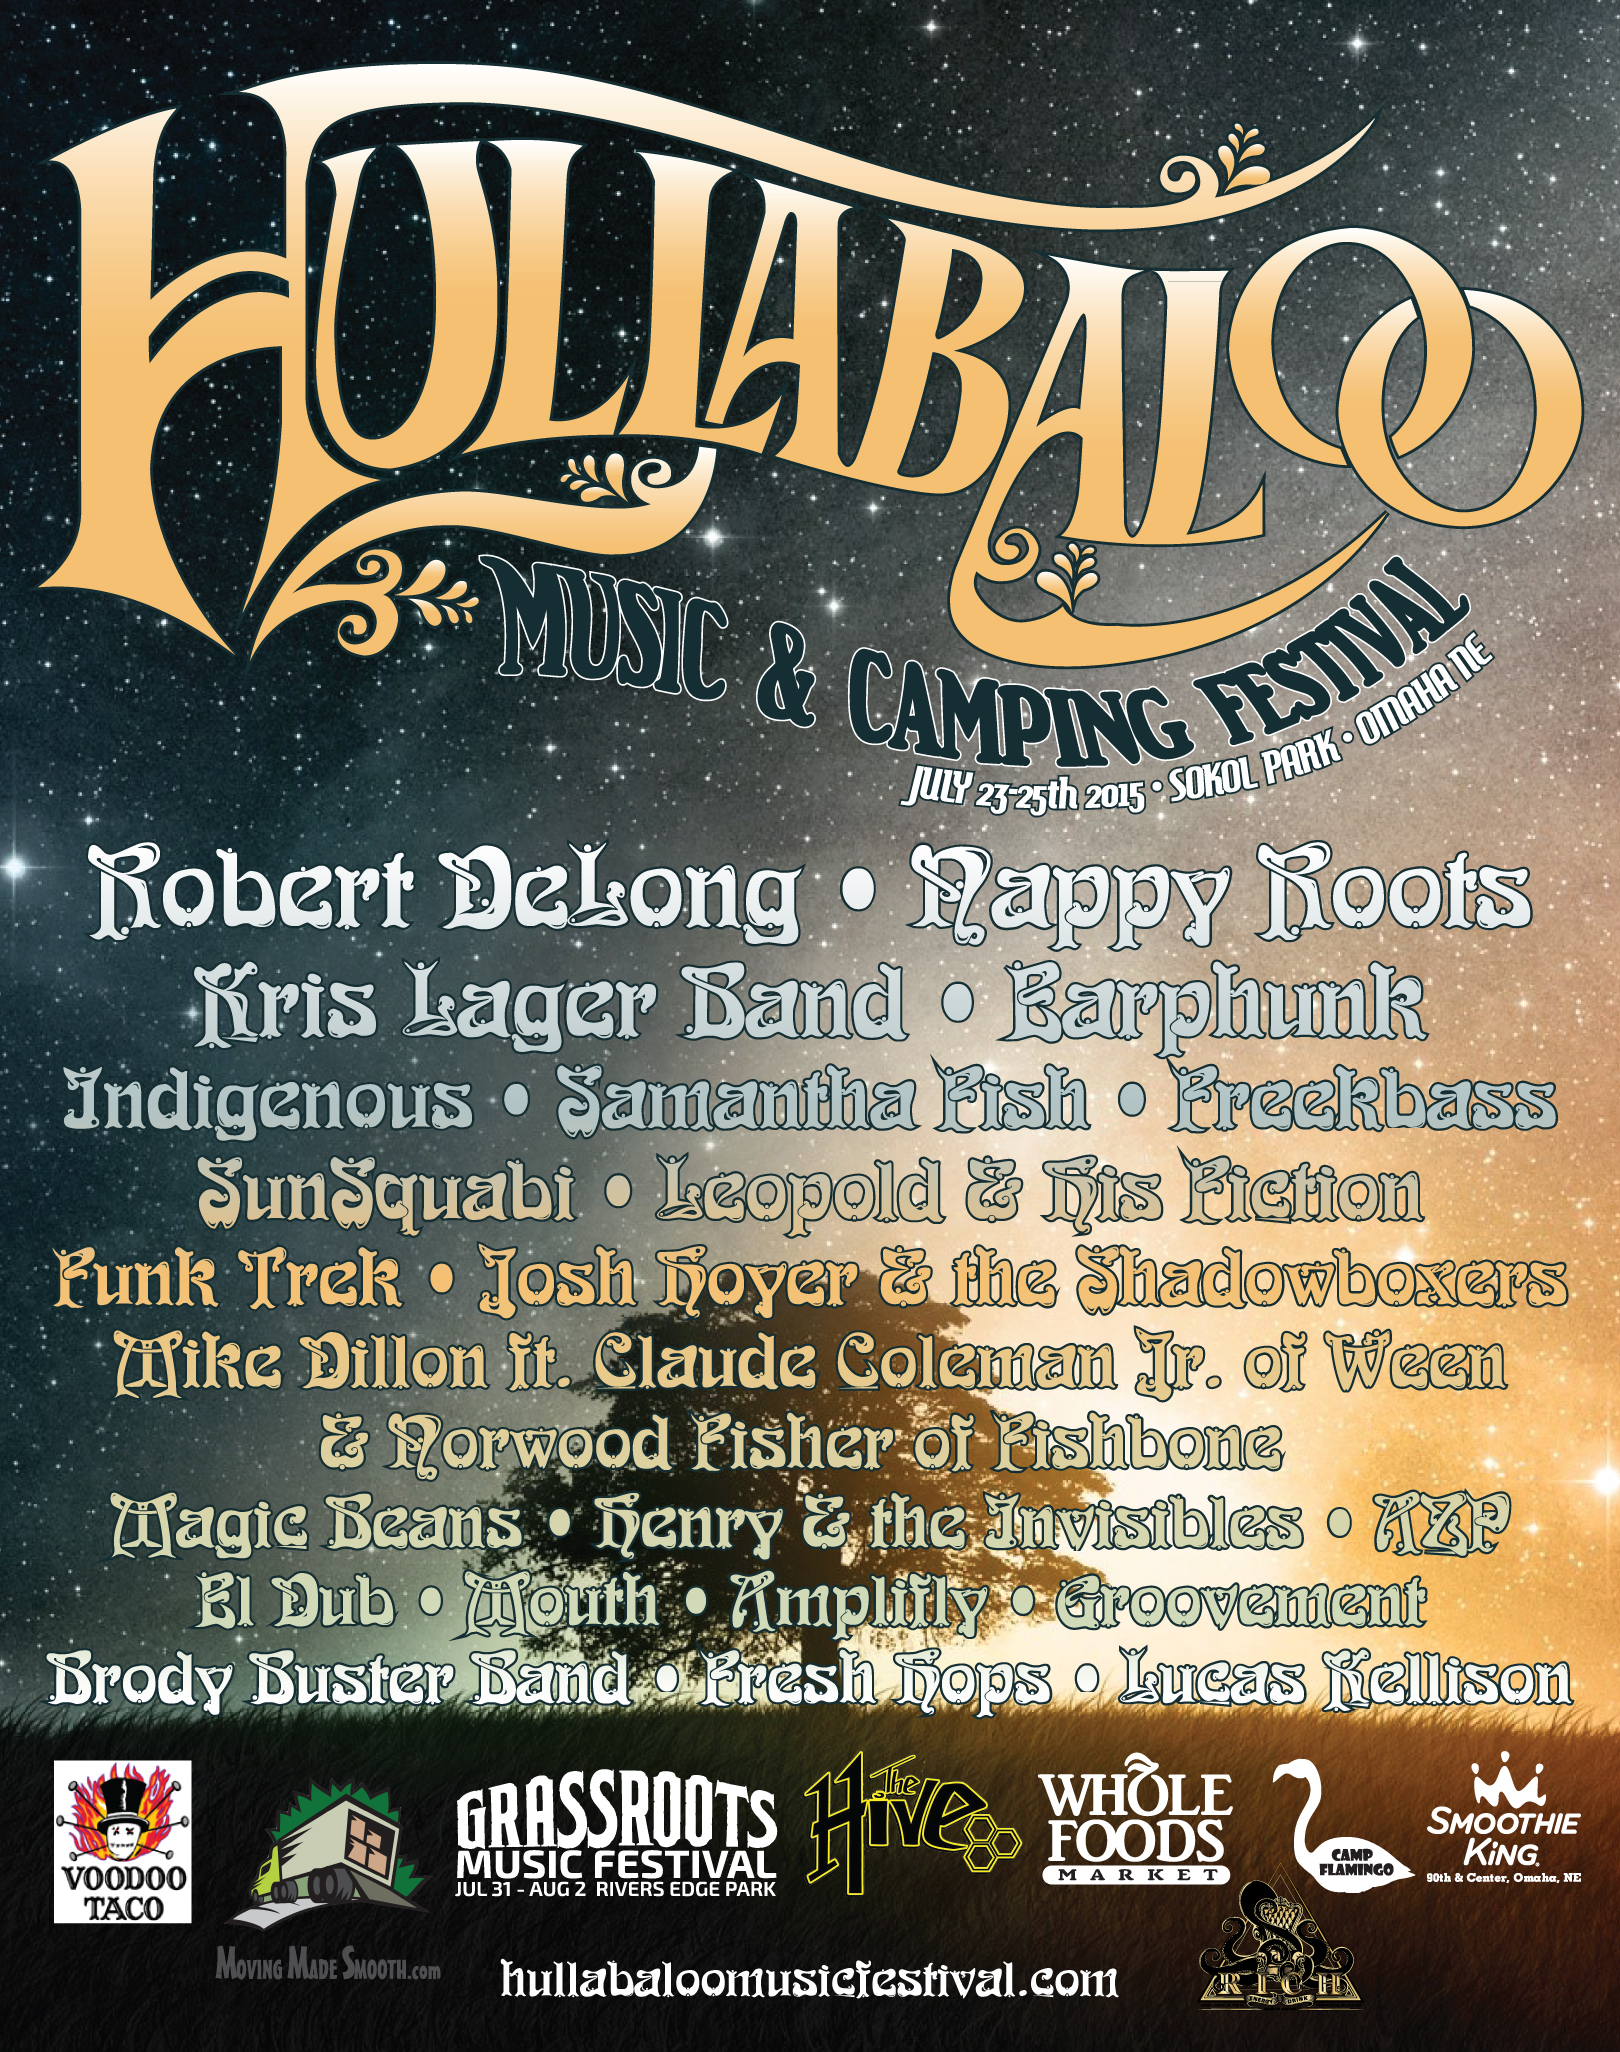 HULLABALOO
MUSIC & CAMPING FESTIVAL
JULY 23-25th 2015 • SOKOL PARK • OMAHA NE
Robert DeLong • Nappy Roots
Kris Lager Band • Earphunk
Indigenous • Samantha Fish • Freekbass
SunSquabi • Leopold & His Fiction
Funk Trek • Josh Hoyer & the Shadowboxers
Mike Dillon ft. Claude Coleman Jr. of Ween
& Norwood Fisher of Fishbone
Magic Beans • Henry & the Invisibles • AZP
El Dub • Mouth • Amplifly • Groovement
Brody Buster Band • Fresh Hops • Lucas Kellison
VOODOO
TACO
MOVING MADE SMOOTH.com
GRASSROOTS
MUSIC FESTIVAL
JUL 31 - AUG 2 RIVERS EDGE PARK
THE
HIVE
WHOLE
FOODS
MARKET
CAMP
FLAMINGO
SMOOTHIE
KING
90th & Center, Omaha, NE
RICH
ENERGY DRINK
hullabaloomusicfestival.com